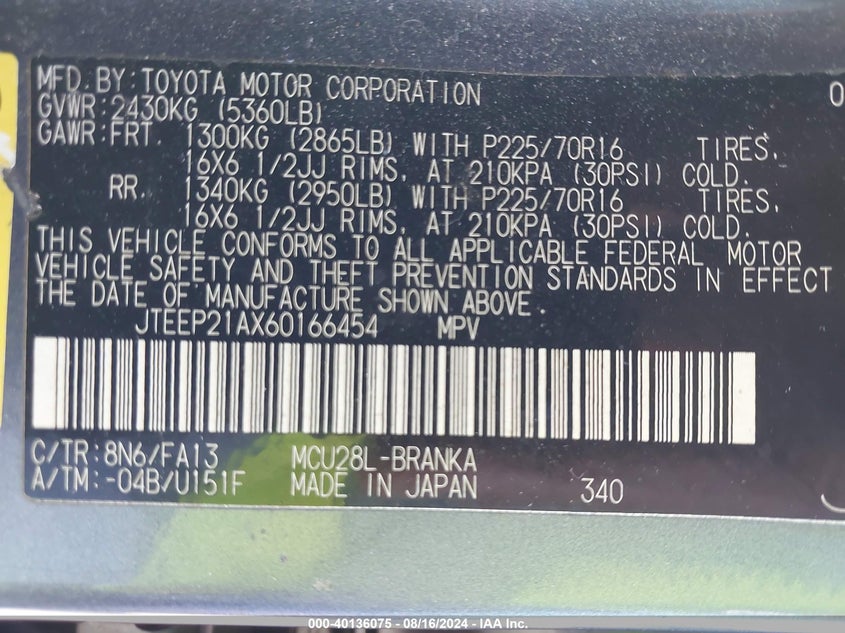 MFD.BY:TOYOTA MOTOR CORPORATION 0
GVWR:2430KG (5360LB)
GAWR:FRT. 1300KG (2865LB) WITH P225/70R16 TIRES,
16X6 1/2JJ RIMS, AT 210KPA (30PSI) COLD.
RR. 1340KG (2950LB) WITH P225/70R16 TIRES,
16X6 1/2JJ RIMS, AT 210KPA (30PSI) COLD.
THIS VEHICLE CONFORMS TO ALL APPLICABLE FEDERAL MOTOR
VEHICLE SAFETY AND THEFT PREVENTION STANDARDS IN EFFECT
THE DATE OF MANUFACTURE SHOWN ABOVE.
JTEEP21AX60166454 MPV
C/TR:8N6/FA13 MCU28L-BRANKA
A/TM:-04B/U151F MADE IN JAPAN 340
000-40136075 - 08/16/2024 - IAA Inc.